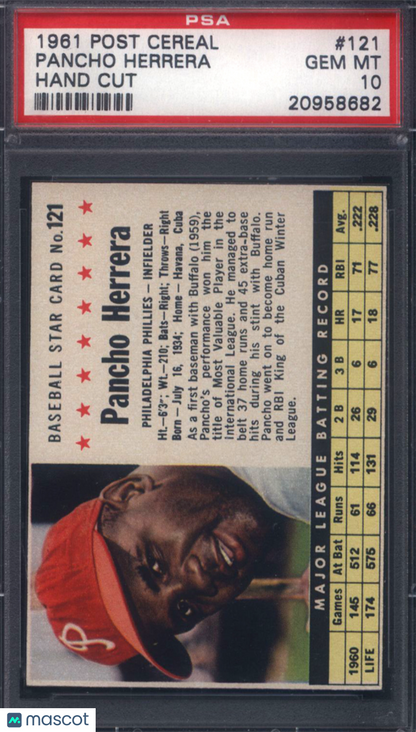 PSA
1961 POST CEREAL #121
PANCHO HERRERA GEM MT
HAND CUT 10
20958682
BASEBALL STAR CARD No.121
Pancho Herrera
PHILADELPHIA PHILLIES — INFIELDER
Ht.—6'3"; Wt.—210; Bats—Right; Throws—Right
Born — July 16, 1934; Home — Havana, Cuba
As a first baseman with Buffalo (1959),
Pancho's performance won him the
title of Most Valuable Player in the
International League. He managed to
belt 37 home runs and 45 extra-base
hits during his stint with Buffalo.
Pancho went on to become home run
and RBI King of the Cuban Winter
League.
P
MAJOR LEAGUE BATTING RECORD
Games At Bat Runs Hits 2 B 3 B HR RBI Avg.
1960 145 512 61 114 26 6 17 71 .222
LIFE 174 575 66 131 29 6 18 77 .228
mascot